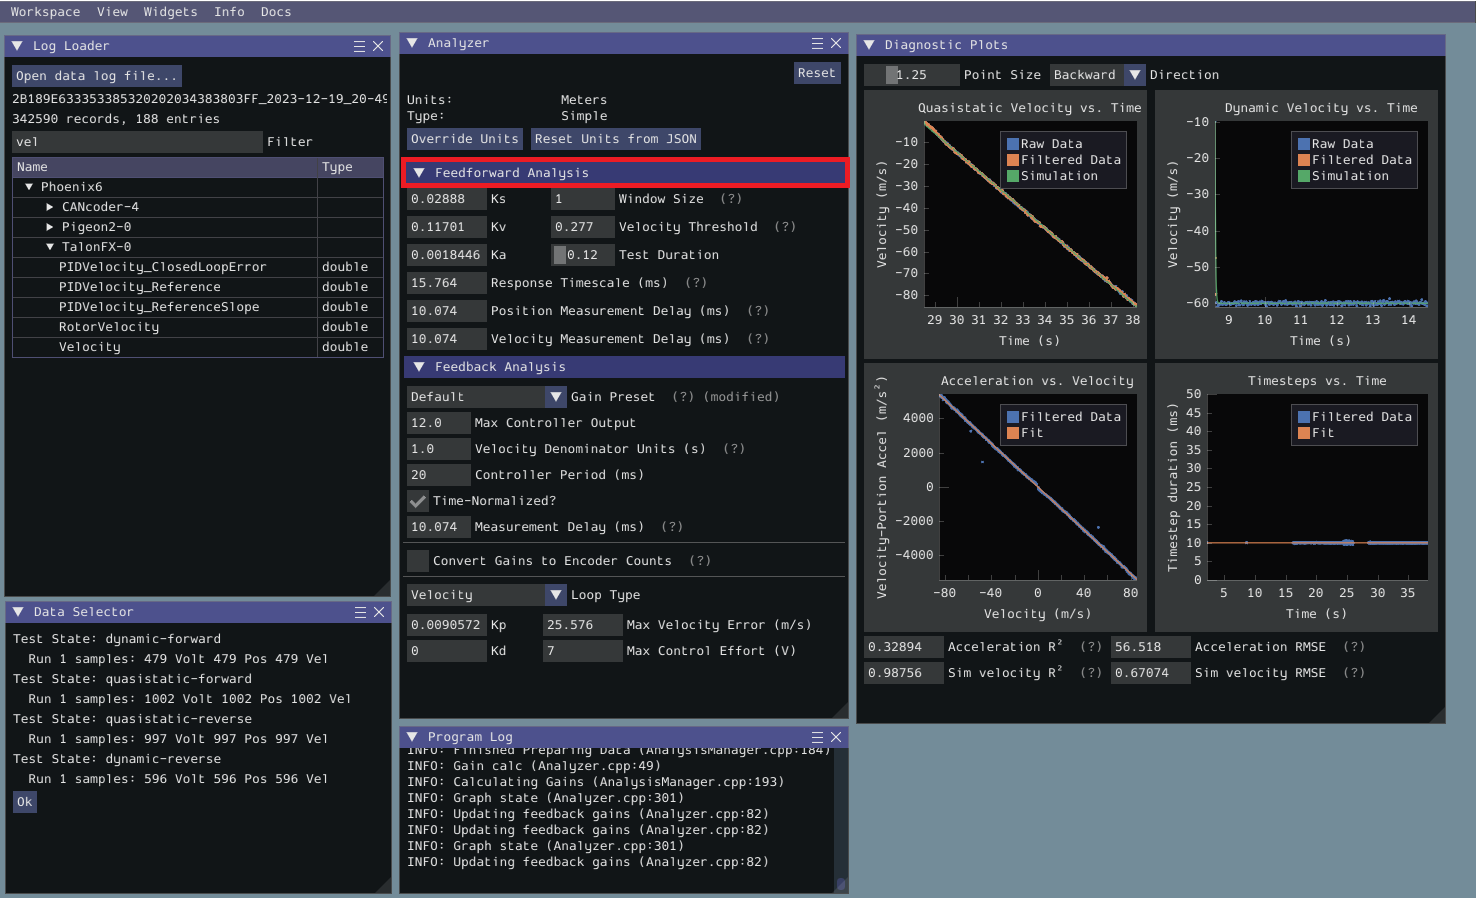 Workspace View Widgets Info Docs
Log Loader
Open data log file...
2B189E6333533853202020343838​03FF_2023-12-19_20-49
342590 records, 188 entries
vel Filter
Name Type
Phoenix6
CANcoder-4
Pigeon2-0
TalonFX-0
PIDVelocity_ClosedLoopError double
PIDVelocity_Reference double
PIDVelocity_ReferenceSlope double
RotorVelocity double
Velocity double
Data Selector
Test State: dynamic-forward
Run 1 samples: 479 Volt 479 Pos 479 Vel
Test State: quasistatic-forward
Run 1 samples: 1002 Volt 1002 Pos 1002 Vel
Test State: quasistatic-reverse
Run 1 samples: 997 Volt 997 Pos 997 Vel
Test State: dynamic-reverse
Run 1 samples: 596 Volt 596 Pos 596 Vel
Ok
Analyzer
Reset
Units: Meters
Type: Simple
Override Units Reset Units from JSON
Feedforward Analysis
0.02888 Ks 1 Window Size (?)
0.11701 Kv 0.277 Velocity Threshold (?)
0.0018446 Ka 0.12 Test Duration
15.764 Response Timescale (ms) (?)
10.074 Position Measurement Delay (ms) (?)
10.074 Velocity Measurement Delay (ms) (?)
Feedback Analysis
Default Gain Preset (?) (modified)
12.0 Max Controller Output
1.0 Velocity Denominator Units (s) (?)
20 Controller Period (ms)
Time-Normalized?
10.074 Measurement Delay (ms) (?)
Convert Gains to Encoder Counts (?)
Velocity Loop Type
0.0090572 Kp 25.576 Max Velocity Error (m/s)
0 Kd 7 Max Control Effort (V)
Program Log
INFO: Finished Preparing Data (AnalysisManager.cpp:184)
INFO: Gain calc (Analyzer.cpp:49)
INFO: Calculating Gains (AnalysisManager.cpp:193)
INFO: Graph state (Analyzer.cpp:301)
INFO: Updating feedback gains (Analyzer.cpp:82)
INFO: Updating feedback gains (Analyzer.cpp:82)
INFO: Graph state (Analyzer.cpp:301)
INFO: Updating feedback gains (Analyzer.cpp:82)
Diagnostic Plots
1.25 Point Size Backward Direction
Quasistatic Velocity vs. Time
Raw Data
Filtered Data
Simulation
Velocity (m/s)
-10
-20
-30
-40
-50
-60
-70
-80
29 30 31 32 33 34 35 36 37 38
Time (s)
Dynamic Velocity vs. Time
Raw Data
Filtered Data
Simulation
Velocity (m/s)
-10
-20
-30
-40
-50
-60
9 10 11 12 13 14
Time (s)
Acceleration vs. Velocity
Filtered Data
Fit
Velocity-Portion Accel (m/s²)
4000
2000
0
-2000
-4000
-80 -40 0 40 80
Velocity (m/s)
Timesteps vs. Time
Filtered Data
Fit
Timestep duration (ms)
50
45
40
35
30
25
20
15
10
5
0
5 10 15 20 25 30 35
Time (s)
0.32894 Acceleration R² (?) 56.518 Acceleration RMSE (?)
0.98756 Sim velocity R² (?) 0.67074 Sim velocity RMSE (?)